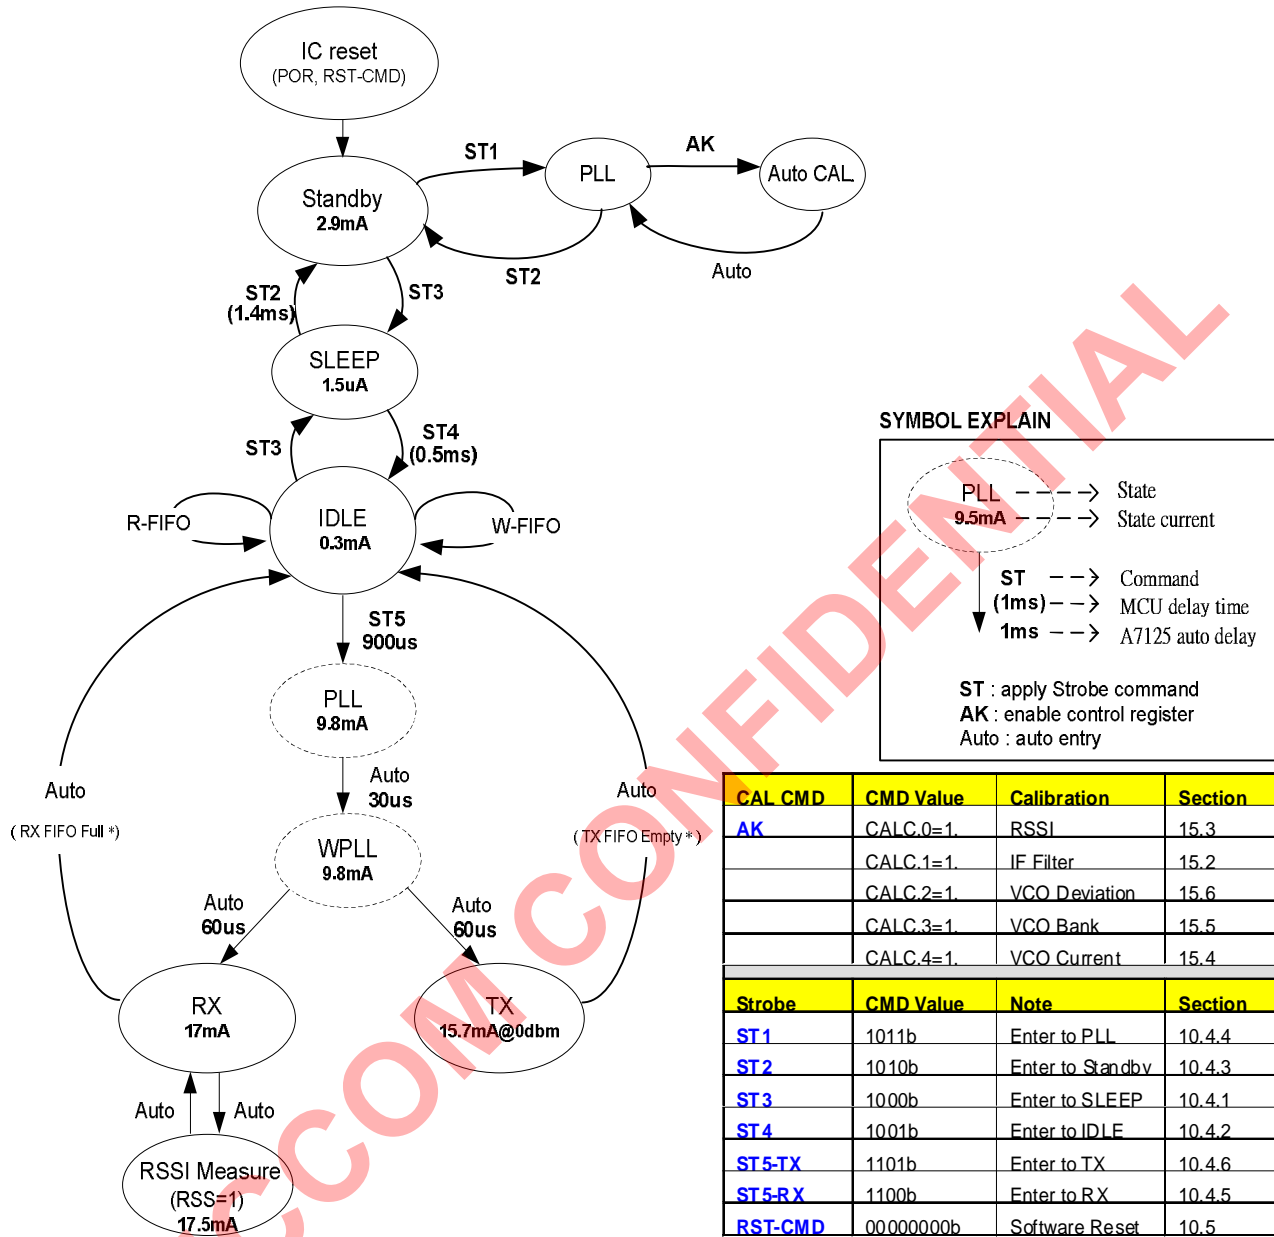 IC reset
(POR, RST-CMD)
Standby
2.9mA
ST1
PLL
AK
Auto CAL.
ST2
Auto
ST2
(1.4ms)
ST3
SLEEP
1.5uA
ST3
ST4
(0.5ms)
R-FIFO
IDLE
0.3mA
W-FIFO
ST5
900us
PLL
9.8mA
Auto
30us
Auto
( RX FIFO Full *)
Auto
( TX FIFO Empty * )
WPLL
9.8mA
Auto
60us
Auto
60us
RX
17mA
TX
15.7mA@0dbm
Auto
Auto
RSSI Measure
(RSS=1)
17.5mA
SYMBOL EXPLAIN
PLL
State
9.5mA
State current
ST
Command
(1ms)
MCU delay time
1ms
A7125 auto delay
ST : apply Strobe command
AK : enable control register
Auto : auto entry
CAL CMD CMD Value Calibration Section
AK CALC.0=1. RSSI 15.3
CALC.1=1. IF Filter 15.2
CALC.2=1. VCO Deviation 15.6
CALC.3=1. VCO Bank 15.5
CALC.4=1. VCO Current 15.4
Strobe CMD Value Note Section
ST1 1011b Enter to PLL 10.4.4
ST2 1010b Enter to Standby 10.4.3
ST3 1000b Enter to SLEEP 10.4.1
ST4 1001b Enter to IDLE 10.4.2
ST5-TX 1101b Enter to TX 10.4.6
ST5-RX 1100b Enter to RX 10.4.5
RST-CMD 00000000b Software Reset 10.5
CCOM CONFIDENTIAL